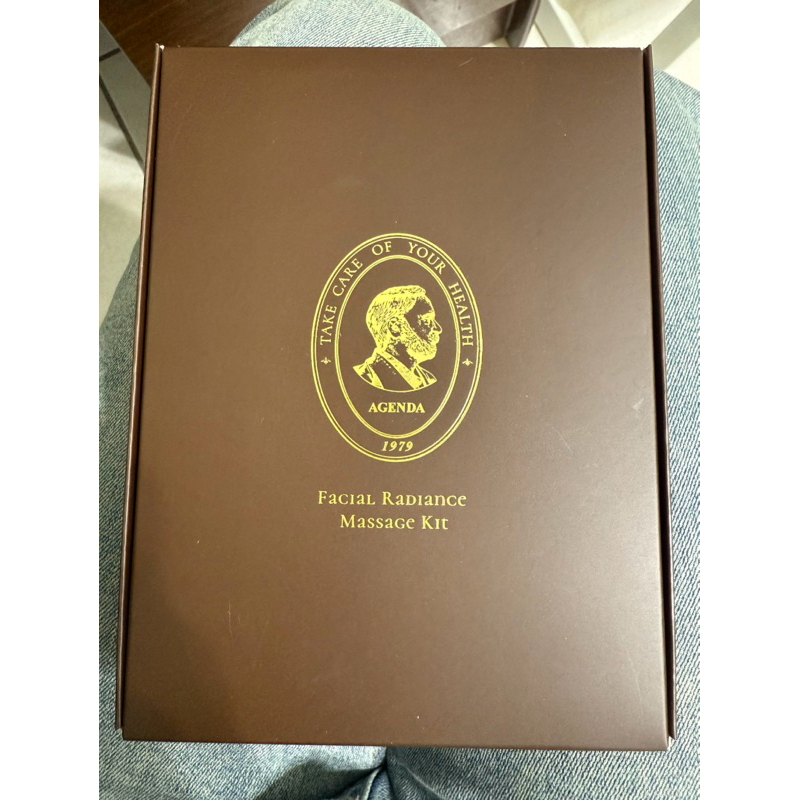 TAKE CARE OF YOUR HEALTH
AGENDA
1979
Facial Radiance
Massage Kit